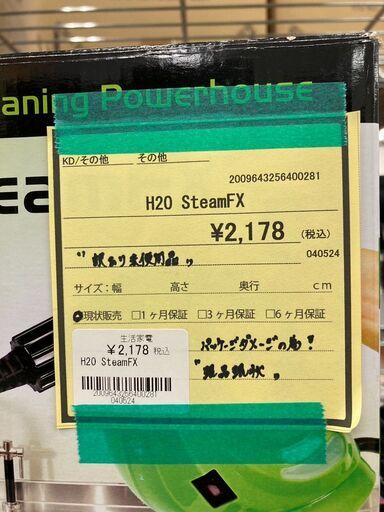 aning Powerhouse
ea
KD/その他 その他
2009643256400281
H20 SteamFX
¥2,178 (税込)
040524
"訳あり未使用品"
サイズ:幅 高さ 奥行 cm
現状販売 □1ヶ月保証 □3ヶ月保証 □6ヶ月保証
生活家電
¥2,178 税込
H20 SteamFX
2009643256400281
040524
パッケージダメージの為!
"現品現状"